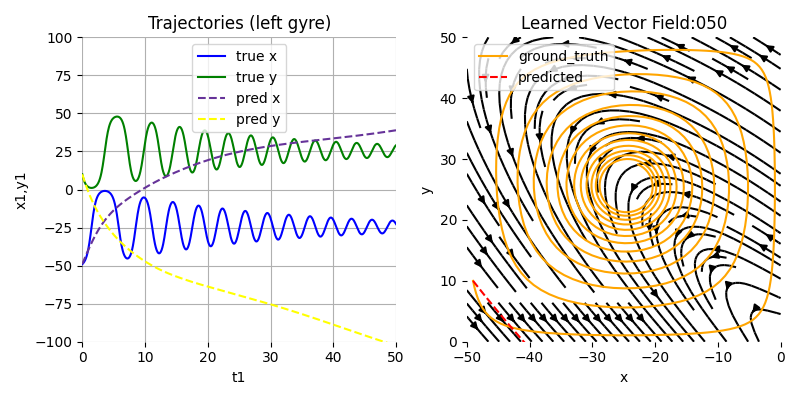 Trajectories (left gyre)
100
75
50
25
0
−25
−50
−75
−100
x1,y1
true x
true y
pred x
pred y
0 10 20 30 40 50
t1
Learned Vector Field:050
50
40
30
20
10
0
y
ground_truth
predicted
−50 −40 −30 −20 −10 0
x